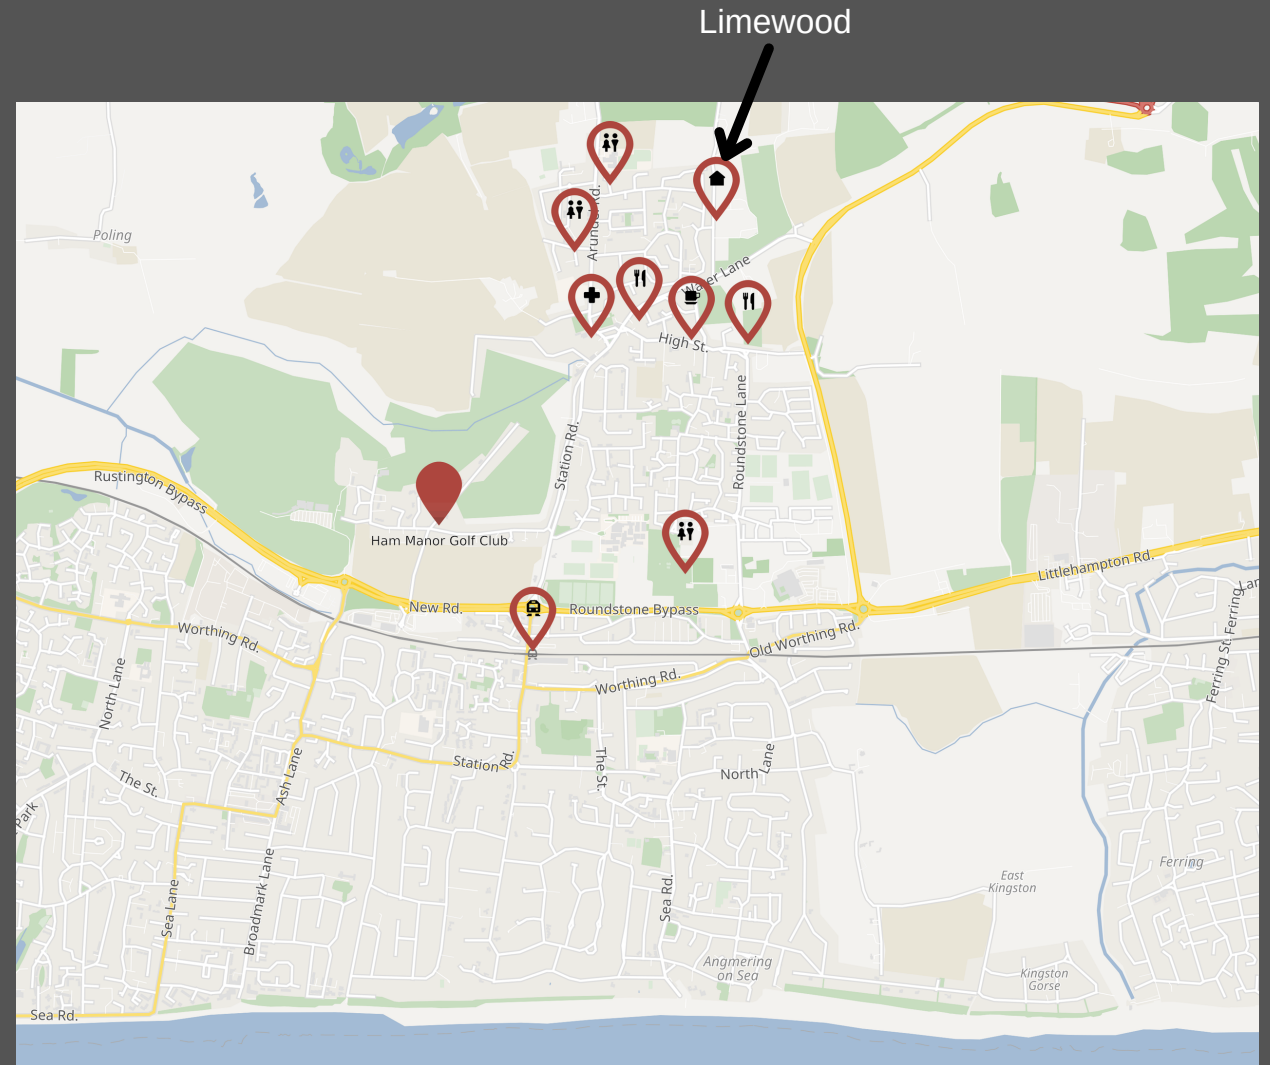 Limewood
Poling
Arundel Rd.
Water Lane
High St.
Station Rd.
Roundstone Lane
Rustington Bypass
Ham Manor Golf Club
Littlehampton Rd.
New Rd.
Roundstone Bypass
Worthing Rd.
Old Worthing Rd.
Ferring St.
Ferring
Lan
Worthing Rd.
North Lane
The St.
Station Rd.
The St.
North Lane
Ash Lane
Park
Ferring
East
Kingston
Sea Lane
Broadmark Lane
Sea Rd.
Angmering
on Sea
Kingston
Gorse
Sea Rd.